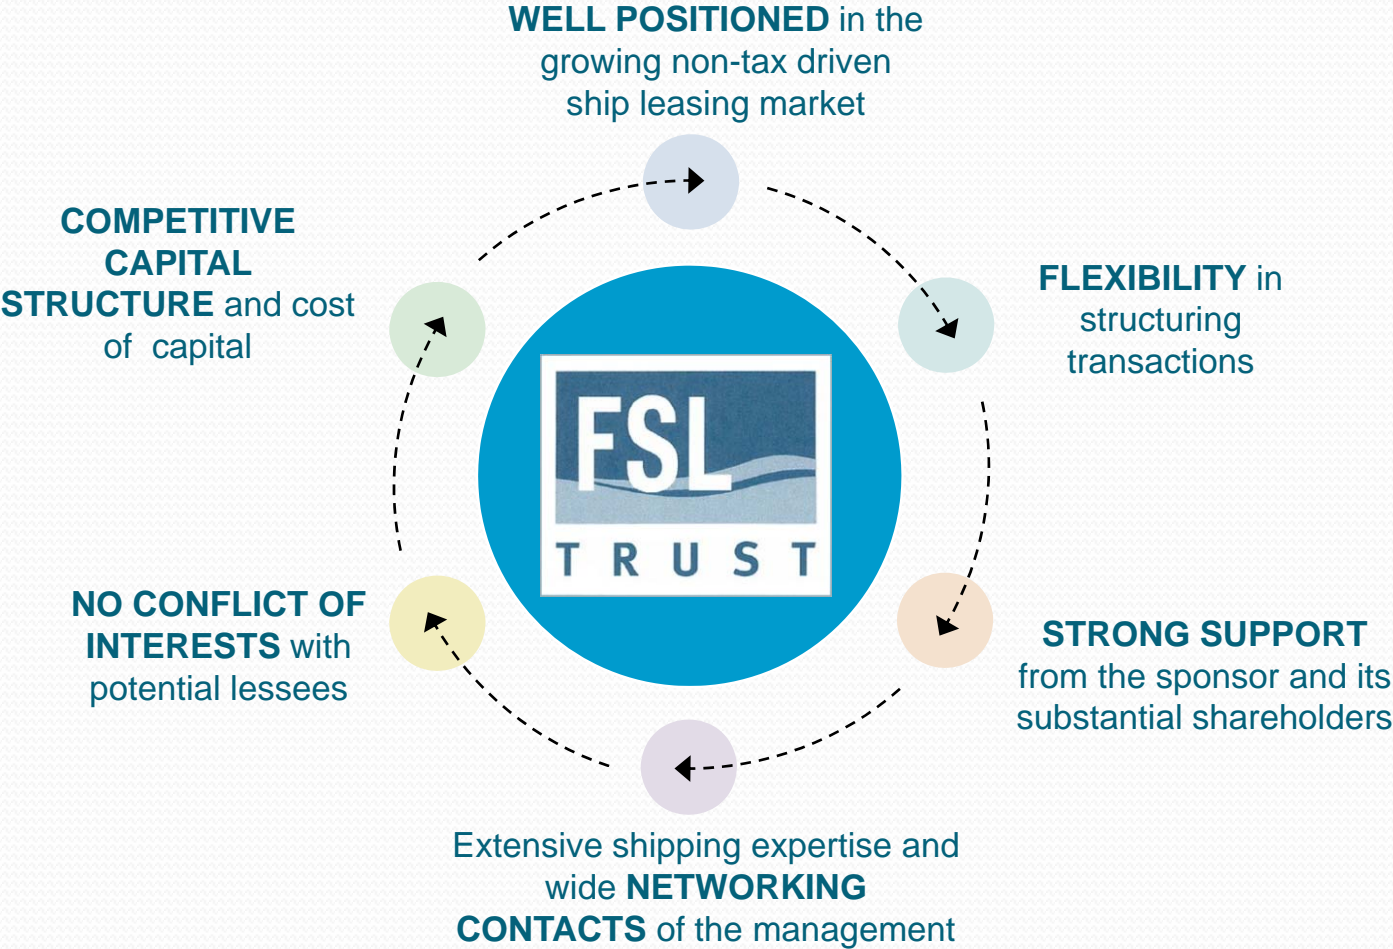 WELL POSITIONED in the
growing non-tax driven
ship leasing market
COMPETITIVE
CAPITAL
STRUCTURE and cost
of capital
FLEXIBILITY in
structuring
transactions
FSL
TRUST
NO CONFLICT OF
INTERESTS with
potential lessees
STRONG SUPPORT
from the sponsor and its
substantial shareholders
Extensive shipping expertise and
wide NETWORKING
CONTACTS of the management